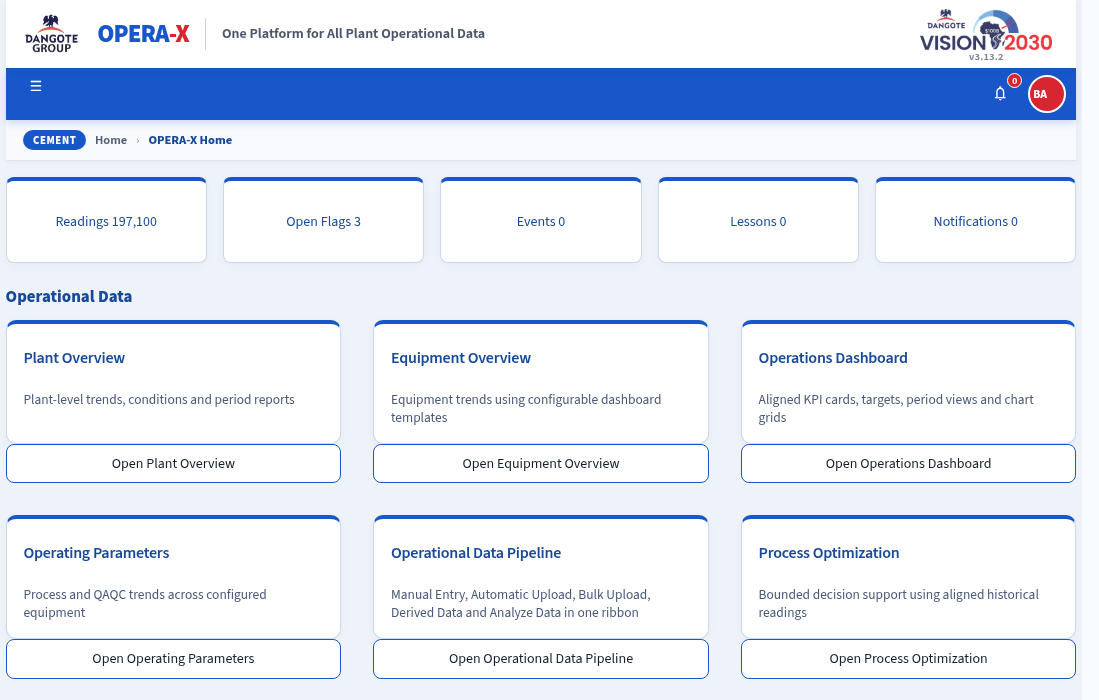 DANGOTE
GROUP
OPERA-X
One Platform for All Plant Operational Data
DANGOTE
VISION 2030
v3.13.2
☰
0
BA
CEMENT Home › OPERA-X Home
Readings 197,100
Open Flags 3
Events 0
Lessons 0
Notifications 0
Operational Data
Plant Overview
Plant-level trends, conditions and period reports
Open Plant Overview
Equipment Overview
Equipment trends using configurable dashboard
templates
Open Equipment Overview
Operations Dashboard
Aligned KPI cards, targets, period views and chart
grids
Open Operations Dashboard
Operating Parameters
Process and QAQC trends across configured
equipment
Open Operating Parameters
Operational Data Pipeline
Manual Entry, Automatic Upload, Bulk Upload,
Derived Data and Analyze Data in one ribbon
Open Operational Data Pipeline
Process Optimization
Bounded decision support using aligned historical
readings
Open Process Optimization